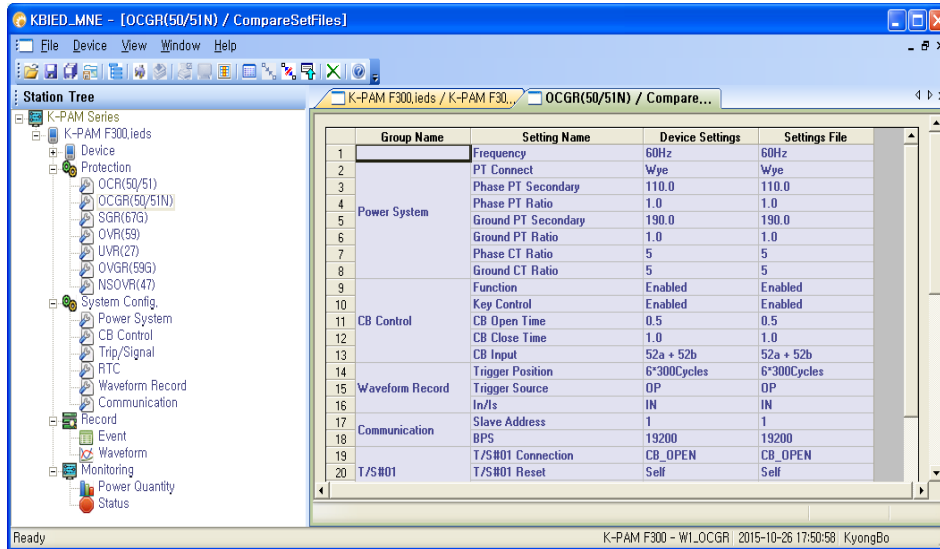 KBIED_MNE - [OCGR(50/51N) / CompareSetFiles]
File Device View Window Help
Station Tree
K-PAM F300,ieds / K-PAM F30...
OCGR(50/51N) / Compare...
K-PAM Series
K-PAM F300,ieds
Device
Protection
OCR(50/51)
OCGR(50/51N)
SGR(67G)
OVR(59)
UVR(27)
OVGR(59G)
NSOVR(47)
System Config,
Power System
CB Control
Trip/Signal
RTC
Waveform Record
Communication
Record
Event
Waveform
Monitoring
Power Quantity
Status
Group Name Setting Name Device Settings Settings File
1 Frequency 60Hz 60Hz
2 PT Connect Wye Wye
3 Phase PT Secondary 110.0 110.0
4 Phase PT Ratio 1.0 1.0
Power System
5 Ground PT Secondary 190.0 190.0
6 Ground PT Ratio 1.0 1.0
7 Phase CT Ratio 5 5
8 Ground CT Ratio 5 5
9 Function Enabled Enabled
10 Key Control Enabled Enabled
11 CB Control CB Open Time 0.5 0.5
12 CB Close Time 1.0 1.0
13 CB Input 52a + 52b 52a + 52b
14 Trigger Position 6*300Cycles 6*300Cycles
15 Waveform Record Trigger Source OP OP
16 In/Is IN IN
17 Slave Address 1 1
Communication
18 BPS 19200 19200
19 T/S#01 Connection CB_OPEN CB_OPEN
20 T/S#01 T/S#01 Reset Self Self
Ready
K-PAM F300 - W1_OCGR 2015-10-26 17:50:58 KyongBo